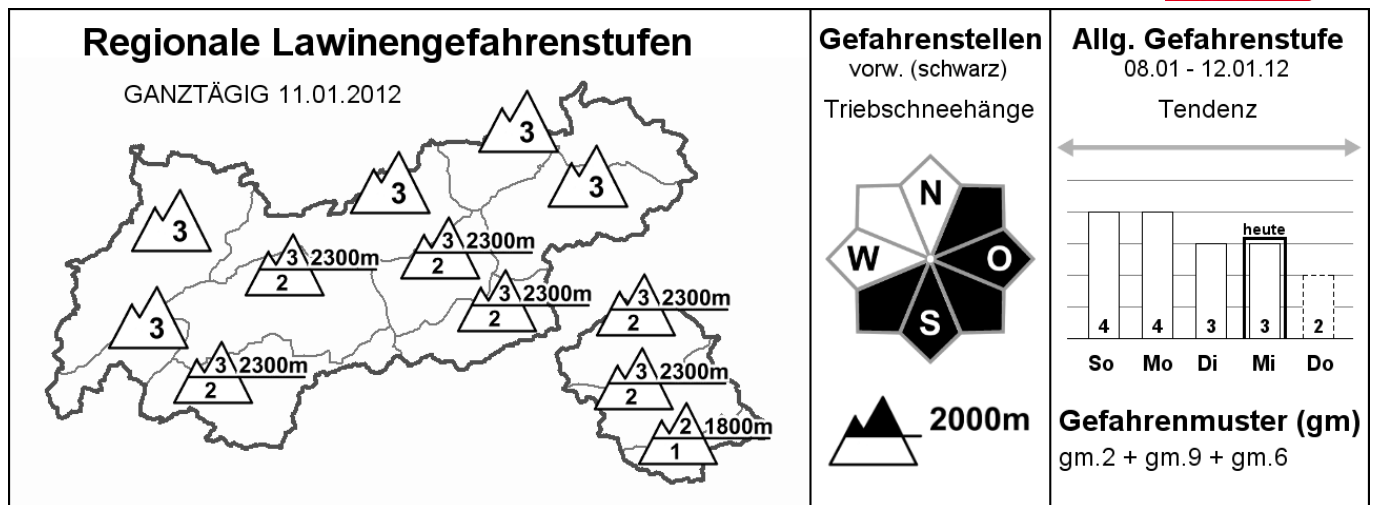 Regionale Lawinengefahrenstufen
GANZTÄGIG 11.01.2012
3
3
3
3
3 2300m
2
3 2300m
2
3 2300m
2
3 2300m
2
3
3 2300m
2
3 2300m
2
2 1800m
1
Gefahrenstellen
vorw. (schwarz)
Triebschneehänge
N
W
O
S
2000m
Allg. Gefahrenstufe
08.01 - 12.01.12
Tendenz
heute
4 4 3 3 2
So Mo Di Mi Do
Gefahrenmuster (gm)
gm.2 + gm.9 + gm.6